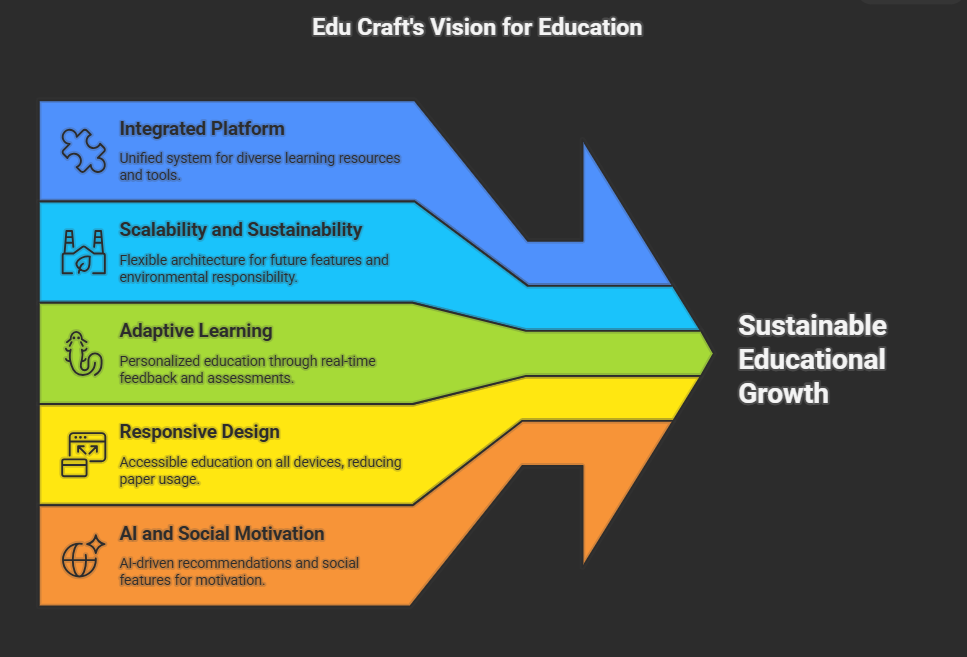 Edu Craft's Vision for Education
Integrated Platform
Unified system for diverse learning resources
and tools.
Scalability and Sustainability
Flexible architecture for future features and
environmental responsibility.
Adaptive Learning
Personalized education through real-time
feedback and assessments.
Responsive Design
Accessible education on all devices, reducing
paper usage.
AI and Social Motivation
AI-driven recommendations and social
features for motivation.
Sustainable
Educational
Growth